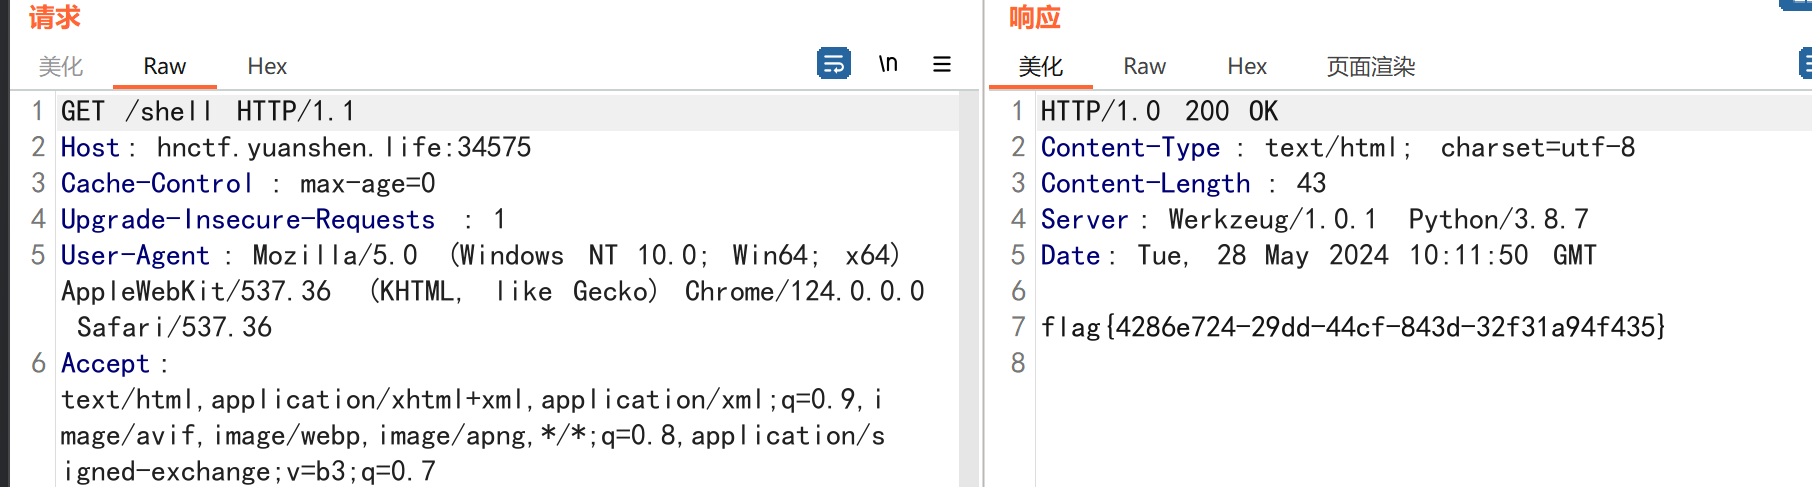 请求
美化 Raw Hex \n
1 GET /shell HTTP/1.1
2 Host: hnctf.yuanshen.life:34575
3 Cache-Control: max-age=0
4 Upgrade-Insecure-Requests: 1
5 User-Agent: Mozilla/5.0 (Windows NT 10.0; Win64; x64)
AppleWebKit/537.36 (KHTML, like Gecko) Chrome/124.0.0.0
Safari/537.36
6 Accept:
text/html,application/xhtml+xml,application/xml;q=0.9,i
mage/avif,image/webp,image/apng,*/*;q=0.8,application/s
igned-exchange;v=b3;q=0.7
响应
美化 Raw Hex 页面渲染
1 HTTP/1.0 200 OK
2 Content-Type: text/html; charset=utf-8
3 Content-Length: 43
4 Server: Werkzeug/1.0.1 Python/3.8.7
5 Date: Tue, 28 May 2024 10:11:50 GMT
6
7 flag{4286e724-29dd-44cf-843d-32f31a94f435}
8